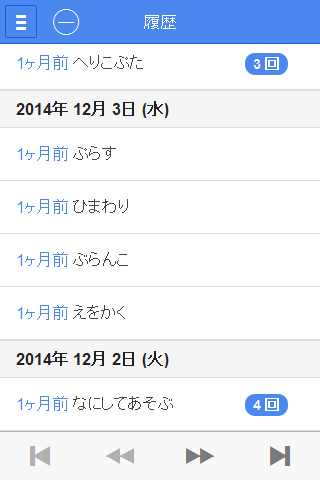 履歴
1ヶ月前 へりこぷた 3 回
2014年 12月 3日 (水)
1ヶ月前 ぷらす
1ヶ月前 ひまわり
1ヶ月前 ぶらんこ
1ヶ月前 えをかく
2014年 12月 2日 (火)
1ヶ月前 なにしてあそぶ 4 回